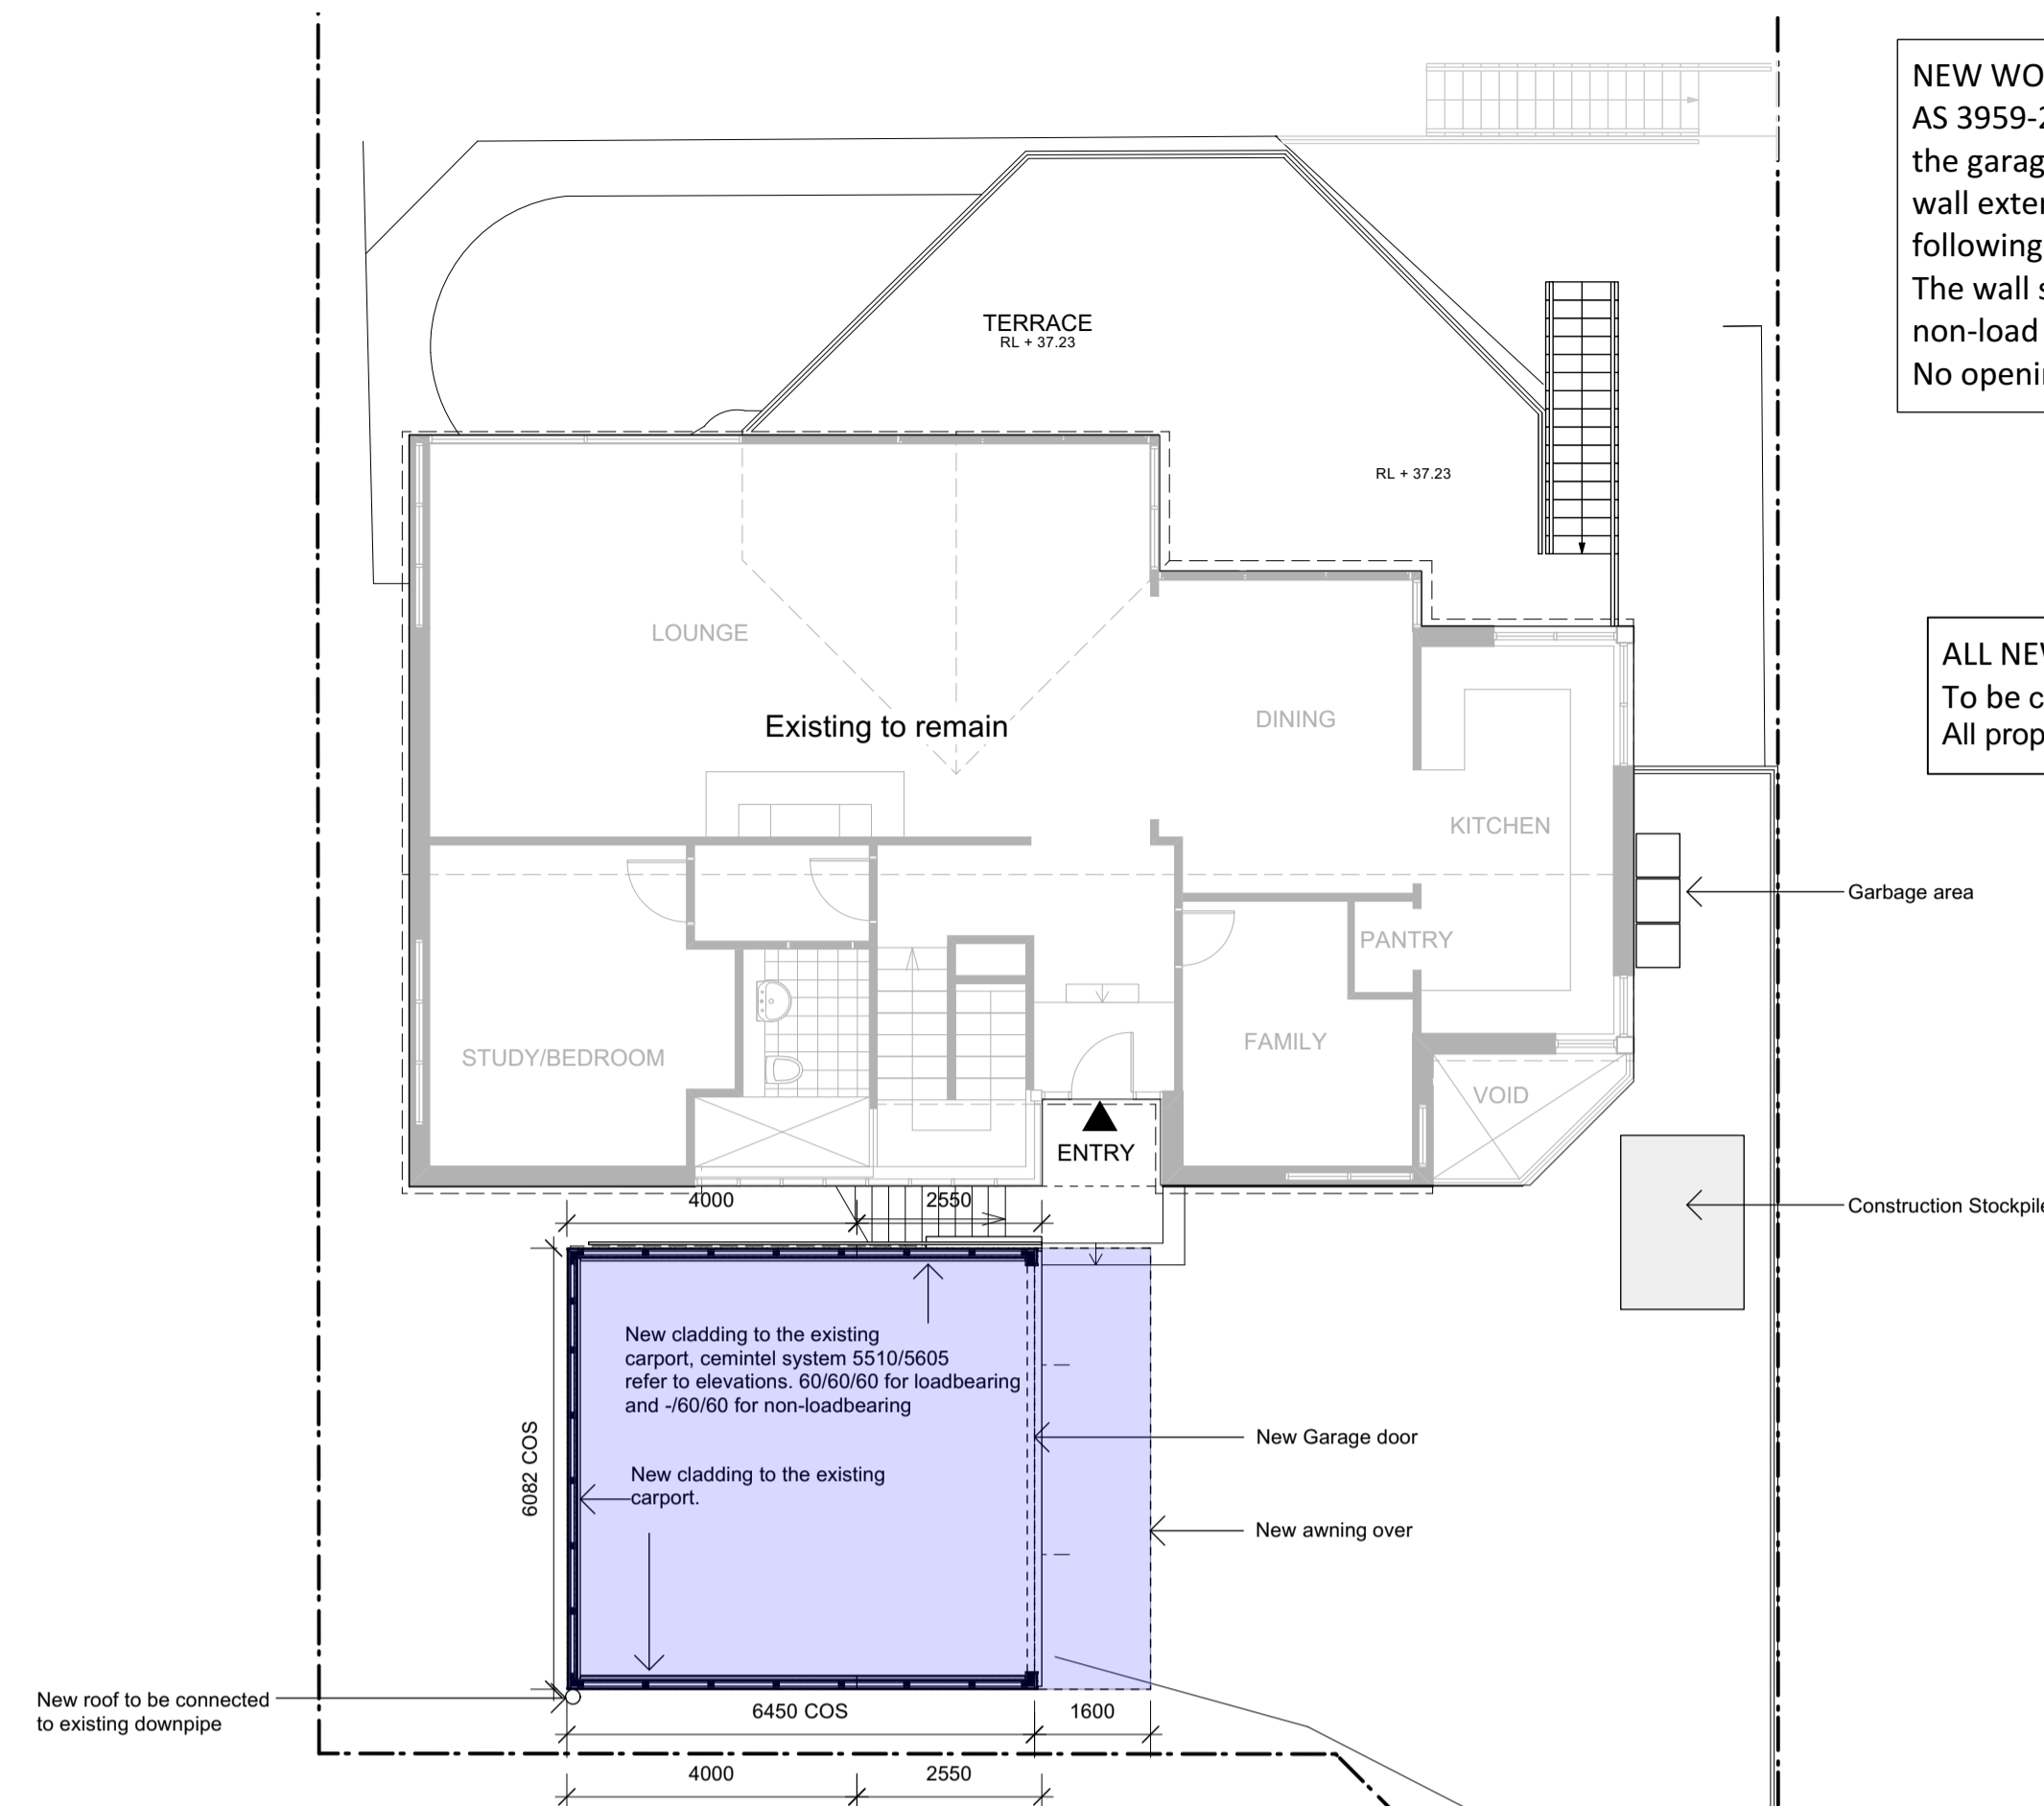 NEW WO
AS 3959-2
the garag
wall exter
following
The wall s
non-load
No openin
TERRACE
RL + 37.23
RL + 37.23
LOUNGE
ALL NEW
To be c
All prop
Existing to remain
DINING
KITCHEN
Garbage area
PANTRY
STUDY/BEDROOM
FAMILY
VOID
ENTRY
4000
2550
Construction Stockpile
New cladding to the existing
carport, cemintel system 5510/5605
refer to elevations. 60/60/60 for loadbearing
and -/60/60 for non-loadbearing
New Garage door
6082 COS
New cladding to the existing
carport.
New awning over
New roof to be connected
to existing downpipe
6450 COS
1600
4000
2550